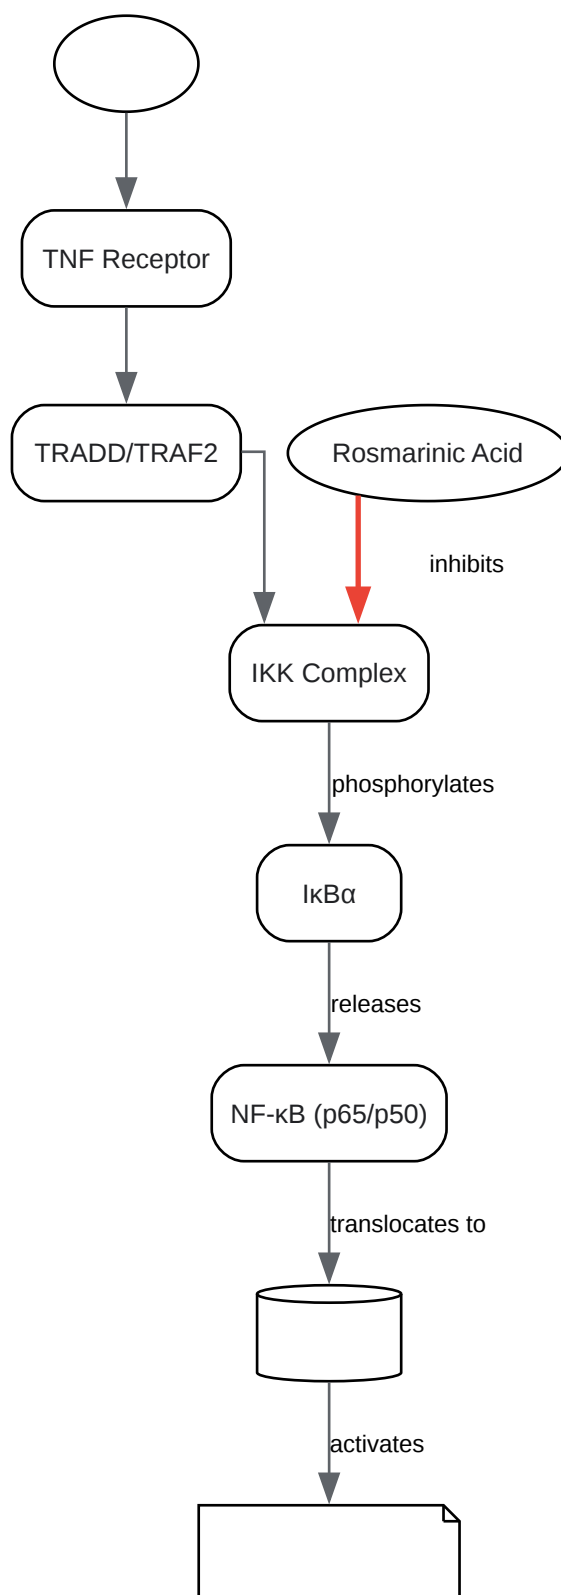 TNF Receptor
TRADD/TRAF2
Rosmarinic Acid
inhibits
IKK Complex
phosphorylates
IκBα
releases
NF-κB (p65/p50)
translocates to
activates